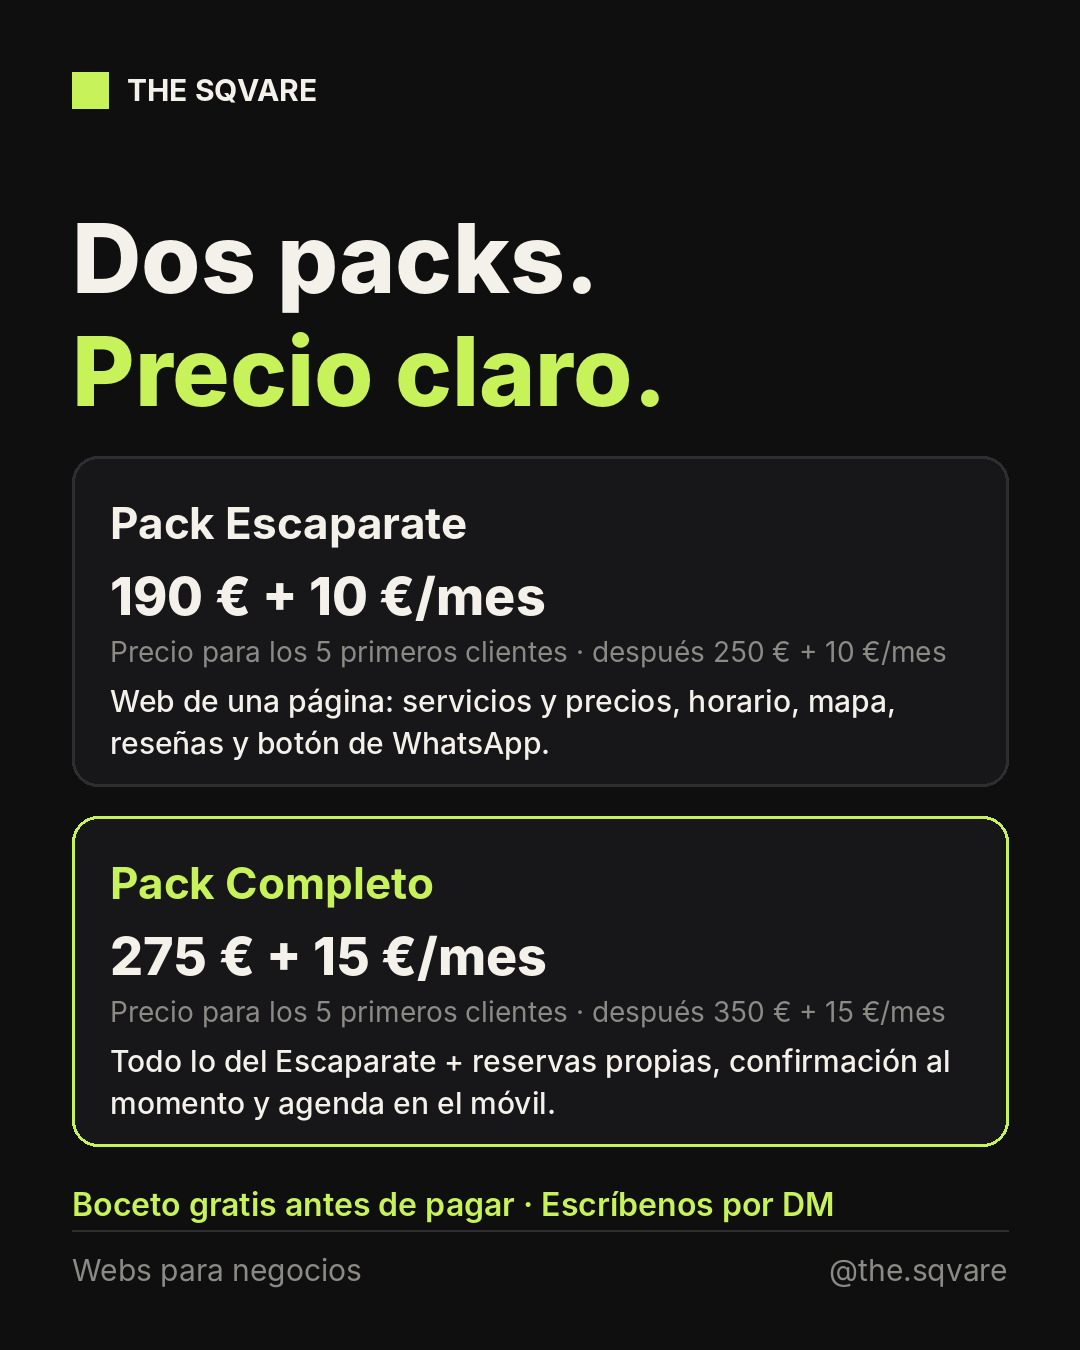 THE SQVARE
Dos packs.
Precio claro.
Pack Escaparate
190 € + 10 €/mes
Precio para los 5 primeros clientes · después 250 € + 10 €/mes
Web de una página: servicios y precios, horario, mapa,
reseñas y botón de WhatsApp.
Pack Completo
275 € + 15 €/mes
Precio para los 5 primeros clientes · después 350 € + 15 €/mes
Todo lo del Escaparate + reservas propias, confirmación al
momento y agenda en el móvil.
Boceto gratis antes de pagar · Escríbenos por DM
Webs para negocios
@the.sqvare